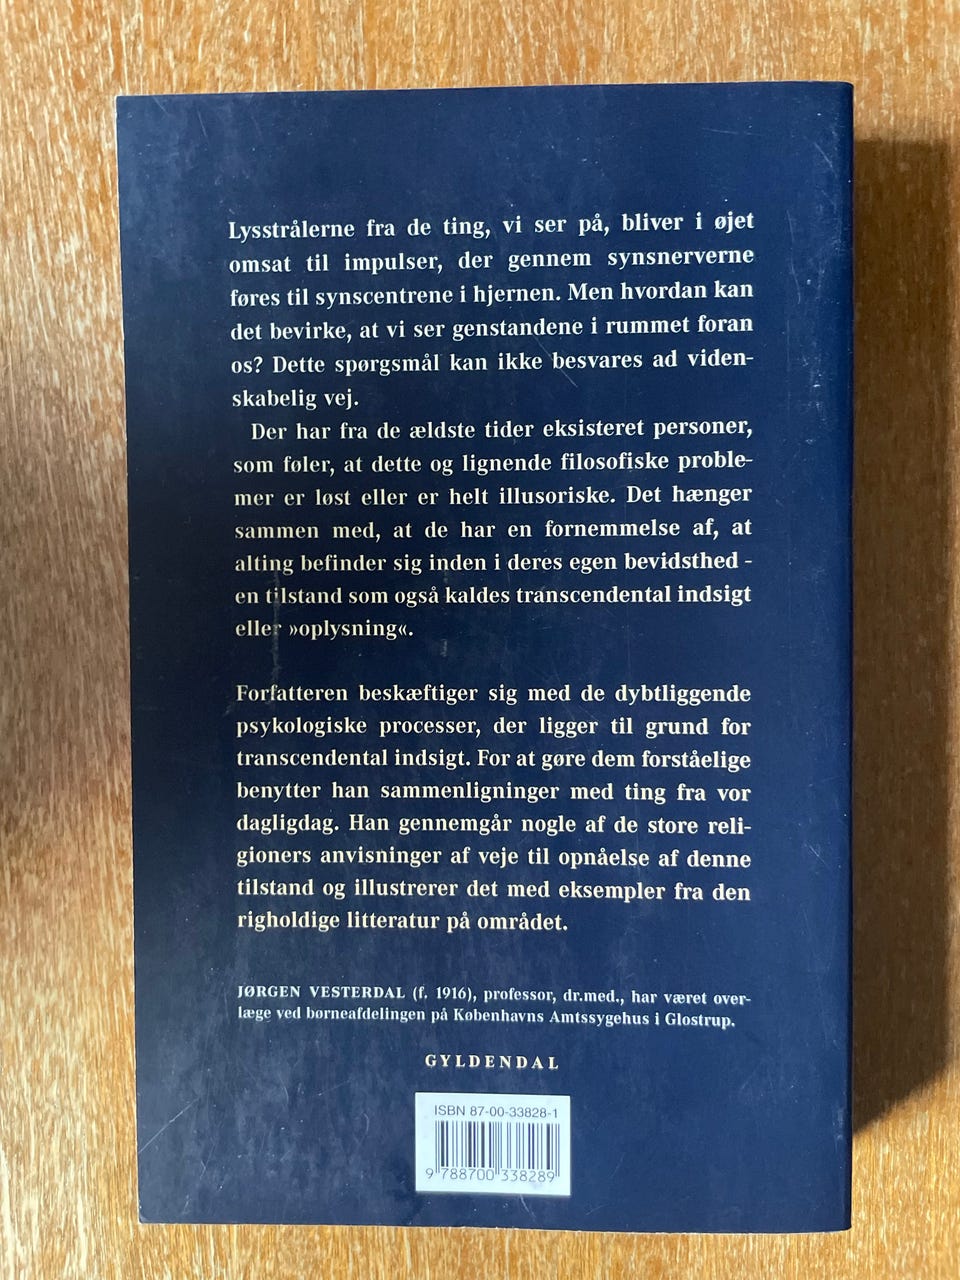 Lysstrålerne fra de ting, vi ser på, bliver i øjet
omsat til impulser, der gennem synsnerverne
føres til synscentrene i hjernen. Men hvordan kan
det bevirke, at vi ser genstandene i rummet foran
os? Dette spørgsmål kan ikke besvares ad viden-
skabelig vej.
Der har fra de ældste tider eksisteret personer,
som føler, at dette og lignende filosofiske proble-
mer er løst eller er helt illusoriske. Det hænger
sammen med, at de har en fornemmelse af, at
alting befinder sig inden i deres egen bevidsthed -
en tilstand som også kaldes transcendental indsigt
eller »oplysning«.
Forfatteren beskæftiger sig med de dybtliggende
psykologiske processer, der ligger til grund for
transcendental indsigt. For at gøre dem forståelige
benytter han sammenligninger med ting fra vor
dagligdag. Han gennemgår nogle af de store reli-
gioners anvisninger af veje til opnåelse af denne
tilstand og illustrerer det med eksempler fra den
righoldige litteratur på området.
JØRGEN VESTERDAL (f. 1916), professor, dr.med., har været over-
læge ved børneafdelingen på Københavns Amtssygehus i Glostrup.
GYLDENDAL
ISBN 87-00-33828-1
9 788700 338289